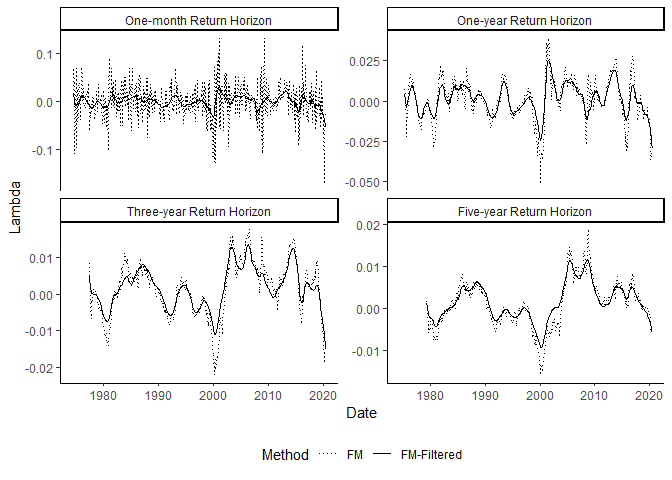 One-month Return Horizon
One-year Return Horizon
0.1
0.0
-0.1
0.025
0.000
-0.025
-0.050
Three-year Return Horizon
Five-year Return Horizon
0.01
0.00
-0.01
-0.02
0.02
0.01
0.00
-0.01
Lambda
1980 1990 2000 2010 2020
1980 1990 2000 2010 2020
Date
Method FM FM-Filtered